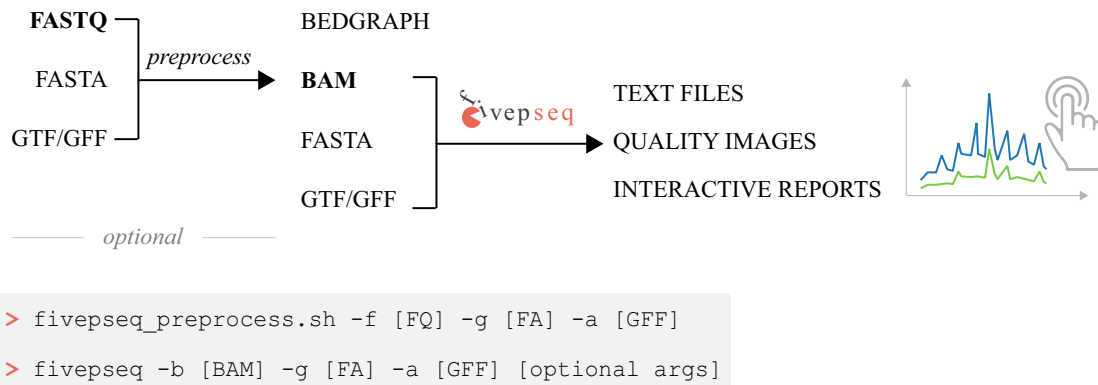 FASTQ
FASTA
GTF/GFF
preprocess
optional
BEDGRAPH
BAM
FASTA
GTF/GFF
fivepseq
TEXT FILES
QUALITY IMAGES
INTERACTIVE REPORTS
> fivepseq_preprocess.sh -f [FQ] -g [FA] -a [GFF]
> fivepseq -b [BAM] -g [FA] -a [GFF] [optional args]